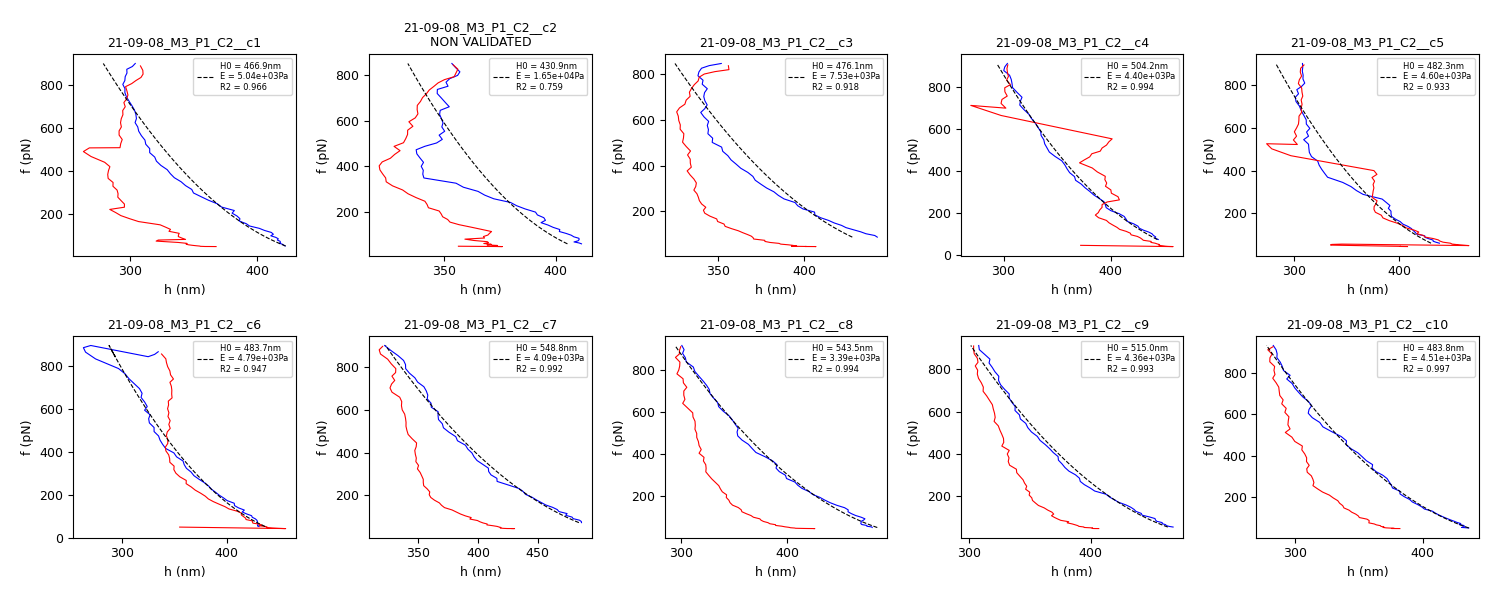 21-09-08_M3_P1_C2__c1
H0 = 466.9nm
E = 5.04e+03Pa
R2 = 0.966
f (pN)
800
600
400
200
300
400
h (nm)
21-09-08_M3_P1_C2__c2
NON VALIDATED
H0 = 430.9nm
E = 1.65e+04Pa
R2 = 0.759
f (pN)
800
600
400
200
350
400
h (nm)
21-09-08_M3_P1_C2__c3
H0 = 476.1nm
E = 7.53e+03Pa
R2 = 0.918
f (pN)
800
600
400
200
350
400
h (nm)
21-09-08_M3_P1_C2__c4
H0 = 504.2nm
E = 4.40e+03Pa
R2 = 0.994
f (pN)
800
600
400
200
0
300
400
h (nm)
21-09-08_M3_P1_C2__c5
H0 = 482.3nm
E = 4.60e+03Pa
R2 = 0.933
f (pN)
800
600
400
200
300
400
h (nm)
21-09-08_M3_P1_C2__c6
H0 = 483.7nm
E = 4.79e+03Pa
R2 = 0.947
f (pN)
800
600
400
200
0
300
400
h (nm)
21-09-08_M3_P1_C2__c7
H0 = 548.8nm
E = 4.09e+03Pa
R2 = 0.992
f (pN)
800
600
400
200
350
400
450
h (nm)
21-09-08_M3_P1_C2__c8
H0 = 543.5nm
E = 3.39e+03Pa
R2 = 0.994
f (pN)
800
600
400
200
300
400
h (nm)
21-09-08_M3_P1_C2__c9
H0 = 515.0nm
E = 4.36e+03Pa
R2 = 0.993
f (pN)
800
600
400
200
300
400
h (nm)
21-09-08_M3_P1_C2__c10
H0 = 483.8nm
E = 4.51e+03Pa
R2 = 0.997
f (pN)
800
600
400
200
300
400
h (nm)